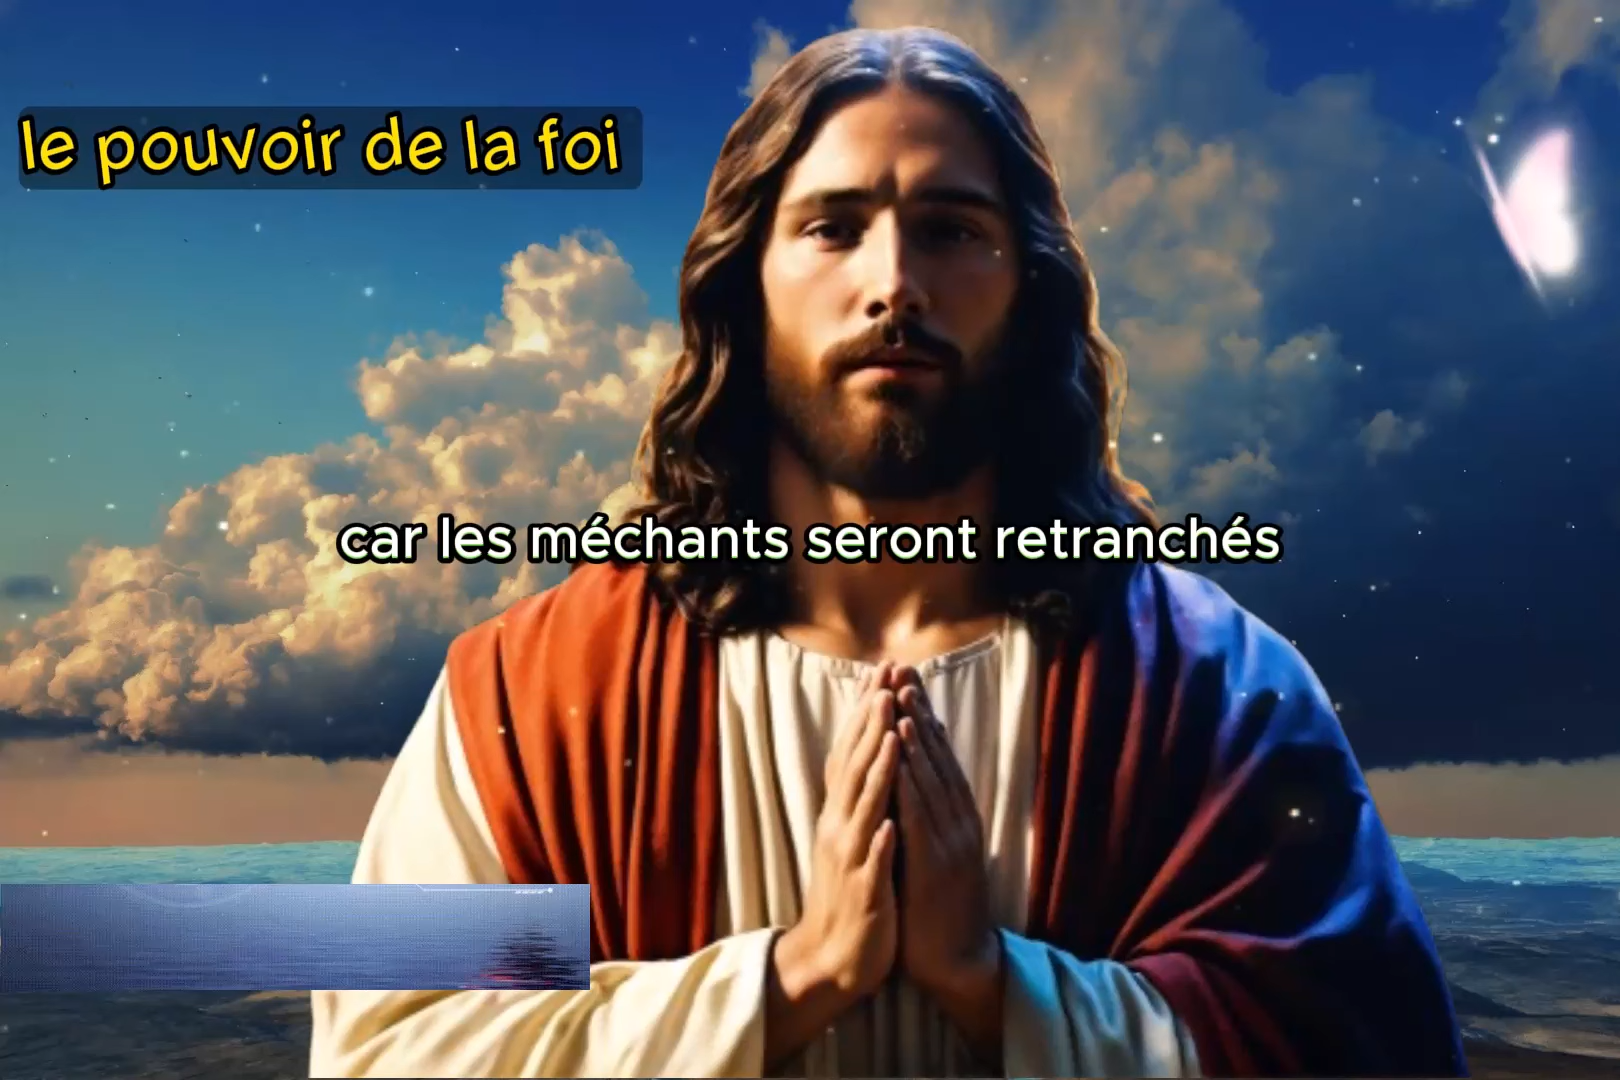 le pouvoir de la foi
car les méchants seront retranchés